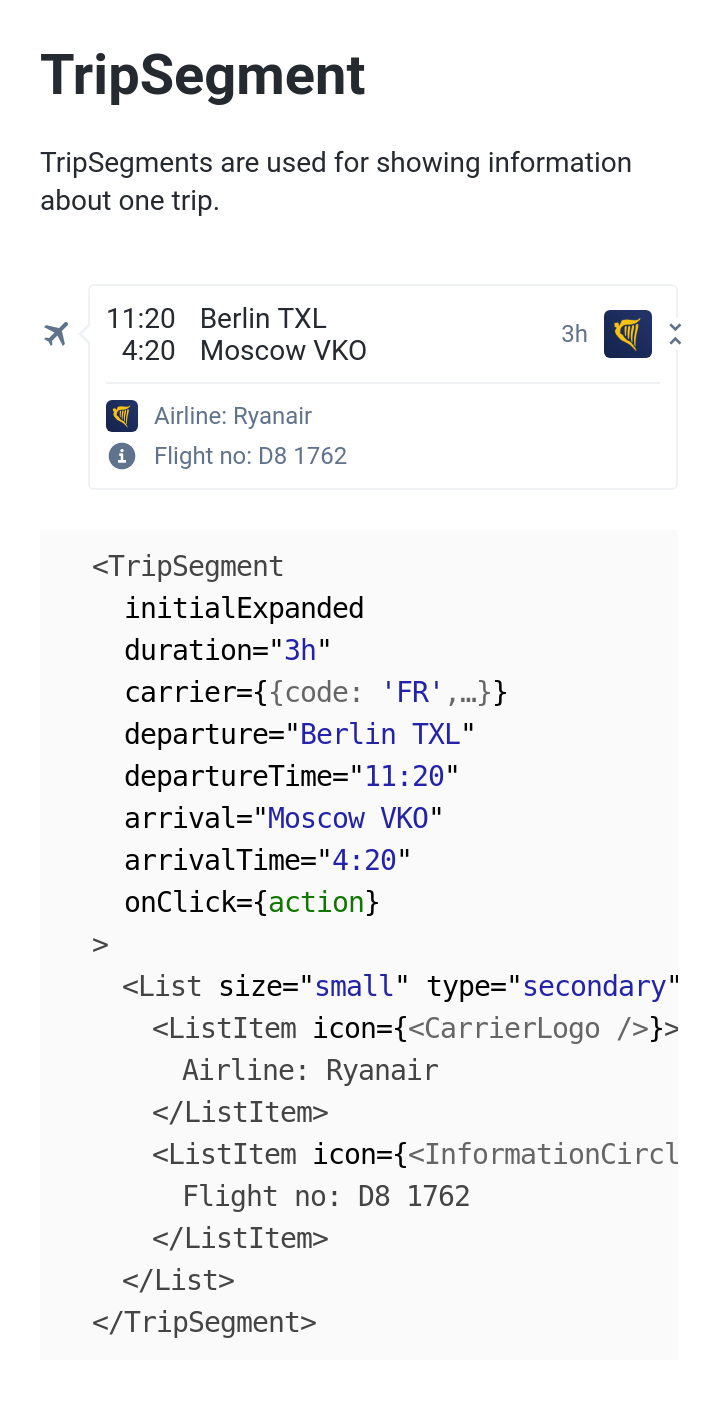 TripSegment
TripSegments are used for showing information
about one trip.
11:20 Berlin TXL
4:20 Moscow VKO
3h
Airline: Ryanair
Flight no: D8 1762
<TripSegment
initialExpanded
duration="3h"
carrier={{code: 'FR',…}}
departure="Berlin TXL"
departureTime="11:20"
arrival="Moscow VKO"
arrivalTime="4:20"
onClick={action}
>
<List size="small" type="secondary"
<ListItem icon={<CarrierLogo />}>
Airline: Ryanair
</ListItem>
<ListItem icon={<InformationCircl
Flight no: D8 1762
</ListItem>
</List>
</TripSegment>